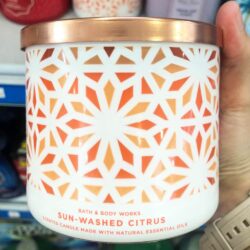 BATH & BODY WORKS
SUN-WASHED CITRUS
SCENTED CANDLE MADE WITH NATURAL ESSENTIAL OILS